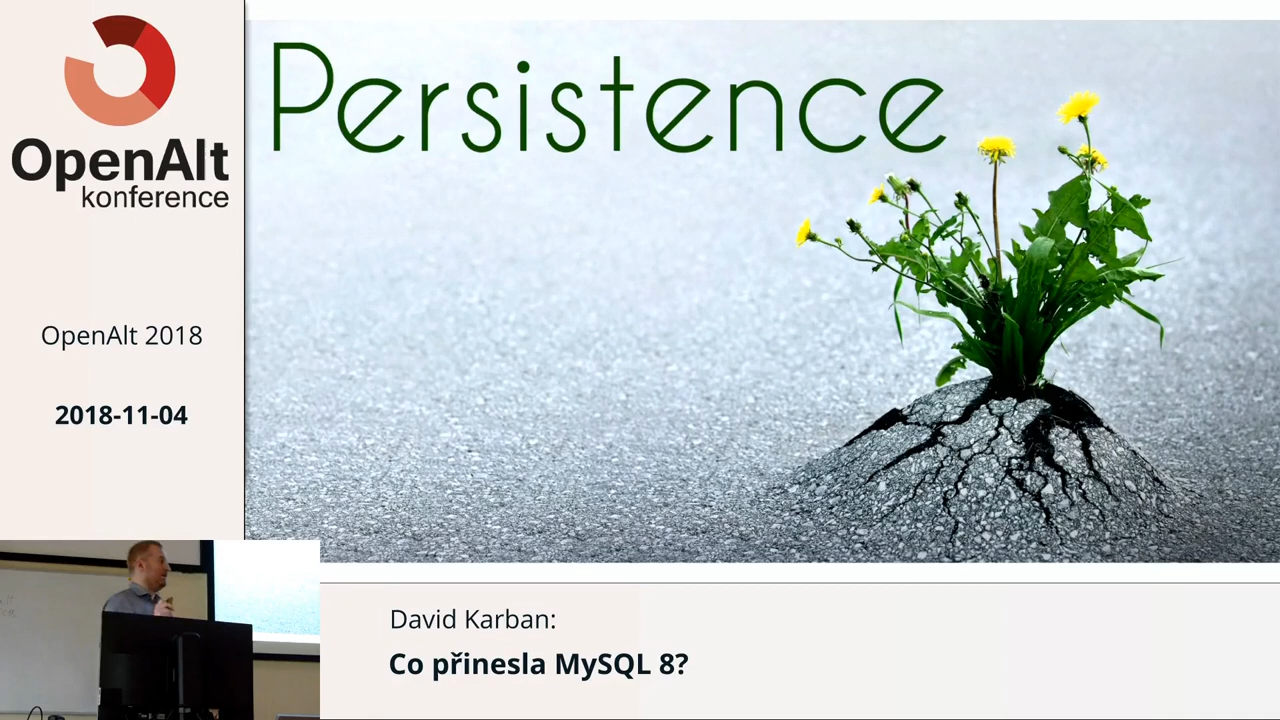 OpenAlt
konference
OpenAlt 2018
2018-11-04
Persistence
David Karban:
Co přinesla MySQL 8?